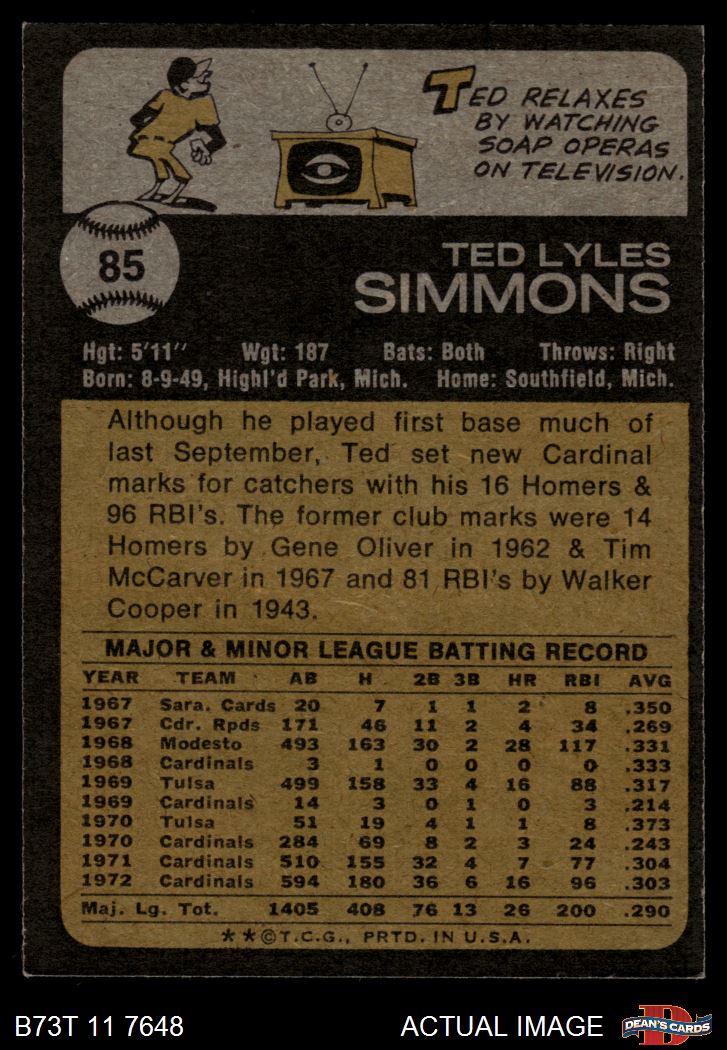 TED RELAXES
BY WATCHING
SOAP OPERAS
ON TELEVISION.
85
TED LYLES
SIMMONS
Hgt: 5'11" Wgt: 187 Bats: Both Throws: Right
Born: 8-9-49, Highl'd Park, Mich. Home: Southfield, Mich.
Although he played first base much of
last September, Ted set new Cardinal
marks for catchers with his 16 Homers &
96 RBI's. The former club marks were 14
Homers by Gene Oliver in 1962 & Tim
McCarver in 1967 and 81 RBI's by Walker
Cooper in 1943.
MAJOR & MINOR LEAGUE BATTING RECORD
YEAR TEAM AB H 2B 3B HR RBI AVG
1967 Sara. Cards 20 7 1 1 2 8 .350
1967 Cdr. Rpds 171 46 11 2 4 34 .269
1968 Modesto 493 163 30 2 28 117 .331
1968 Cardinals 3 1 0 0 0 0 .333
1969 Tulsa 499 158 33 4 16 88 .317
1969 Cardinals 14 3 0 1 0 3 .214
1970 Tulsa 51 19 4 1 1 8 .373
1970 Cardinals 284 69 8 2 3 24 .243
1971 Cardinals 510 155 32 4 7 77 .304
1972 Cardinals 594 180 36 6 16 96 .303
Maj. Lg. Tot. 1405 408 76 13 26 200 .290
**©T.C.G., PRTD. IN U.S.A.
B73T 11 7648 ACTUAL IMAGE
D
DEAN'S CARDS